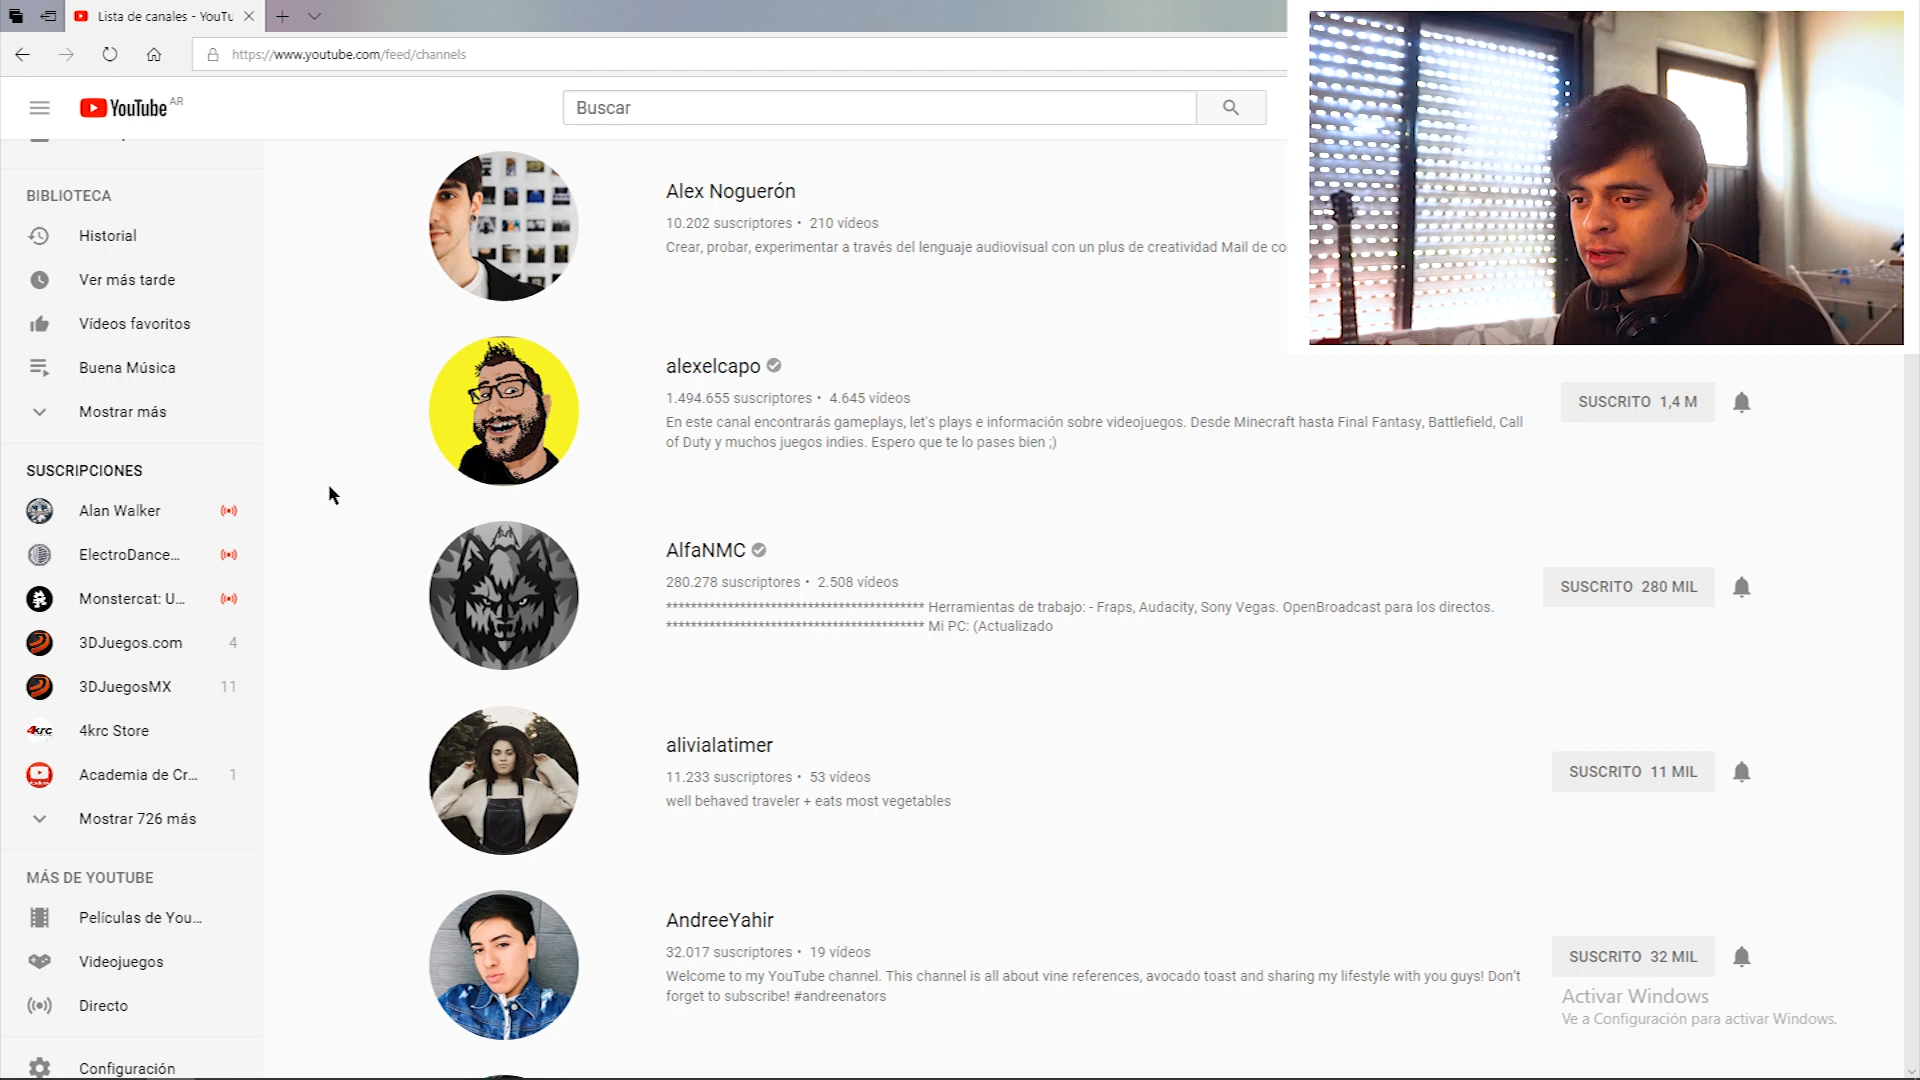 Lista de canales - YouTu
https://www.youtube.com/feed/channels
YouTube AR
Buscar
BIBLIOTECA
Historial
Ver más tarde
Vídeos favoritos
Buena Música
Mostrar más
SUSCRIPCIONES
Alan Walker
ElectroDance...
Monstercat: U...
3DJuegos.com 4
3DJuegosMX 11
4krc 4krc Store
Academia de Cr... 1
Mostrar 726 más
MÁS DE YOUTUBE
Películas de You...
Videojuegos
Directo
Configuración
Alex Noguerón
10.202 suscriptores • 210 vídeos
Crear, probar, experimentar a través del lenguaje audiovisual con un plus de creatividad Mail de co
alexelcapo
1.494.655 suscriptores • 4.645 vídeos
En este canal encontrarás gameplays, let's plays e información sobre videojuegos. Desde Minecraft hasta Final Fantasy, Battlefield, Call
of Duty y muchos juegos indies. Espero que te lo pases bien ;)
SUSCRITO 1,4 M
AlfaNMC
280.278 suscriptores • 2.508 vídeos
****************************************** Herramientas de trabajo: - Fraps, Audacity, Sony Vegas. OpenBroadcast para los directos.
****************************************** Mi PC: (Actualizado
SUSCRITO 280 MIL
alivialatimer
11.233 suscriptores • 53 vídeos
well behaved traveler + eats most vegetables
SUSCRITO 11 MIL
AndreeYahir
32.017 suscriptores • 19 vídeos
Welcome to my YouTube channel. This channel is all about vine references, avocado toast and sharing my lifestyle with you guys! Don't
forget to subscribe! #andreenators
SUSCRITO 32 MIL
Activar Windows
Ve a Configuración para activar Windows.